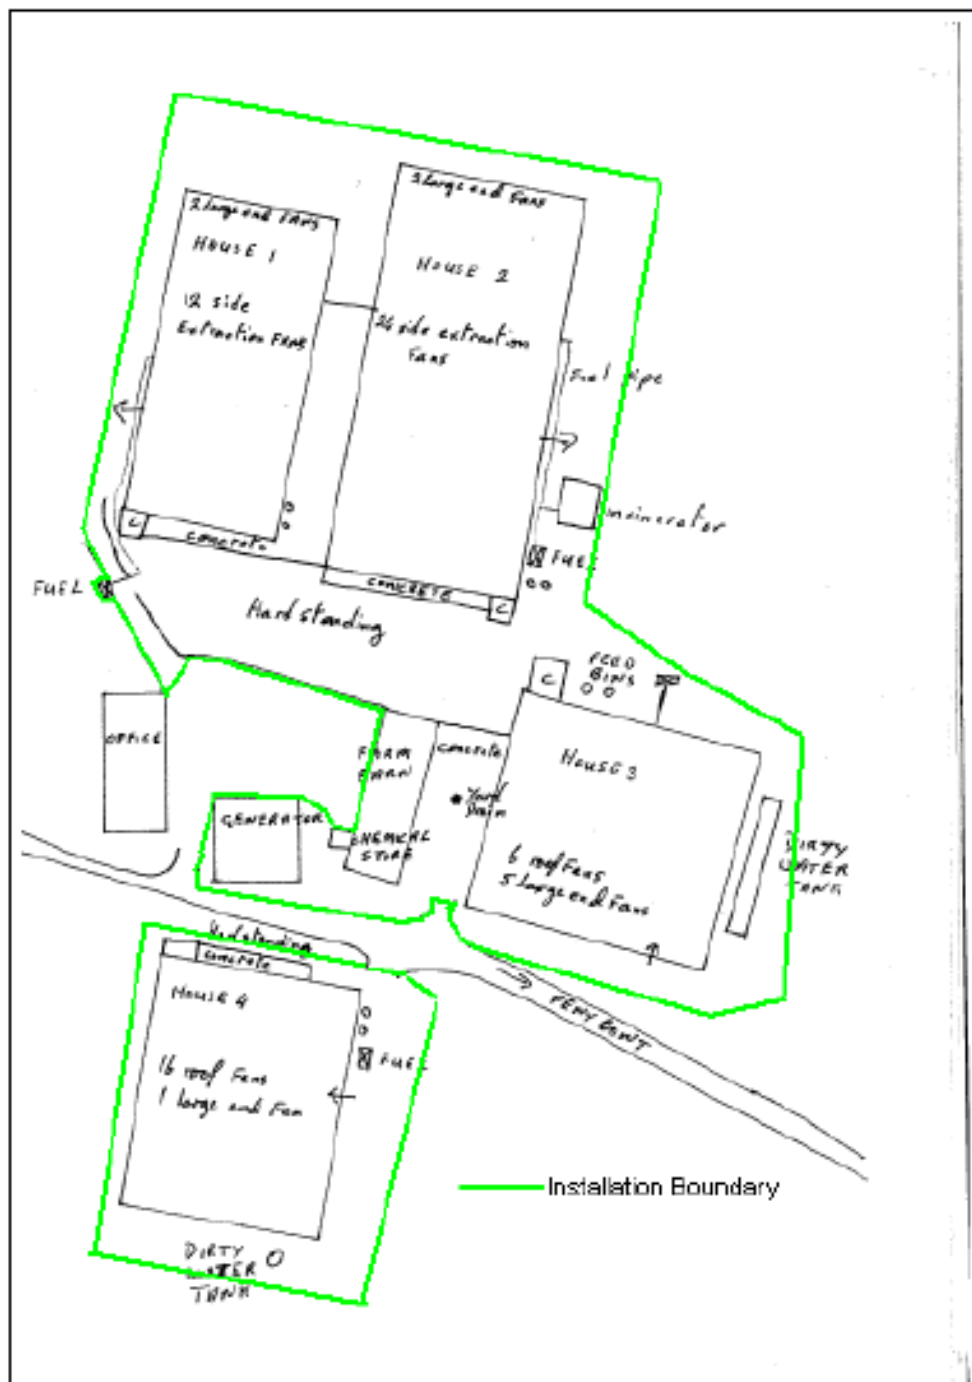 2 large end FANS
HOUSE 1
12 side
Extraction FANS
3 large end Fans
HOUSE 2
24 side extraction
Fans
Fuel pipe
incinerator
FUE
C
CONCRETE
CONCRETE
C
FUEL
Hard standing
FEED
BINS
C
OFFICE
FARM
BARN
CONCRETE
HOUSE 3
Yard
Drain
GENERATOR
CHEMICAL
STORE
6 roof Fans
5 large end Fans
DIRTY
WATER
TANK
Hardstanding
CONCRETE
HOUSE 4
PENYBONT
FUE
16 roof Fans
1 large end Fan
Installation Boundary
DIRTY
WATER
TANK